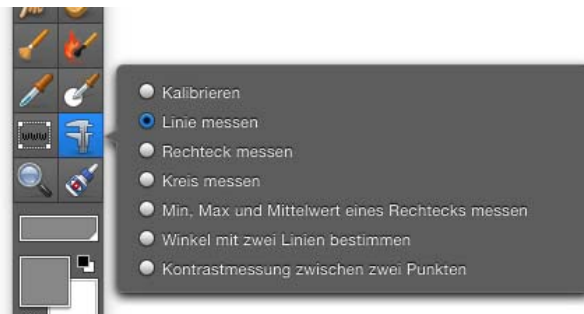 Kalibrieren
Linie messen
Rechteck messen
Kreis messen
Min, Max und Mittelwert eines Rechtecks messen
www
Winkel mit zwei Linien bestimmen
Kontrastmessung zwischen zwei Punkten